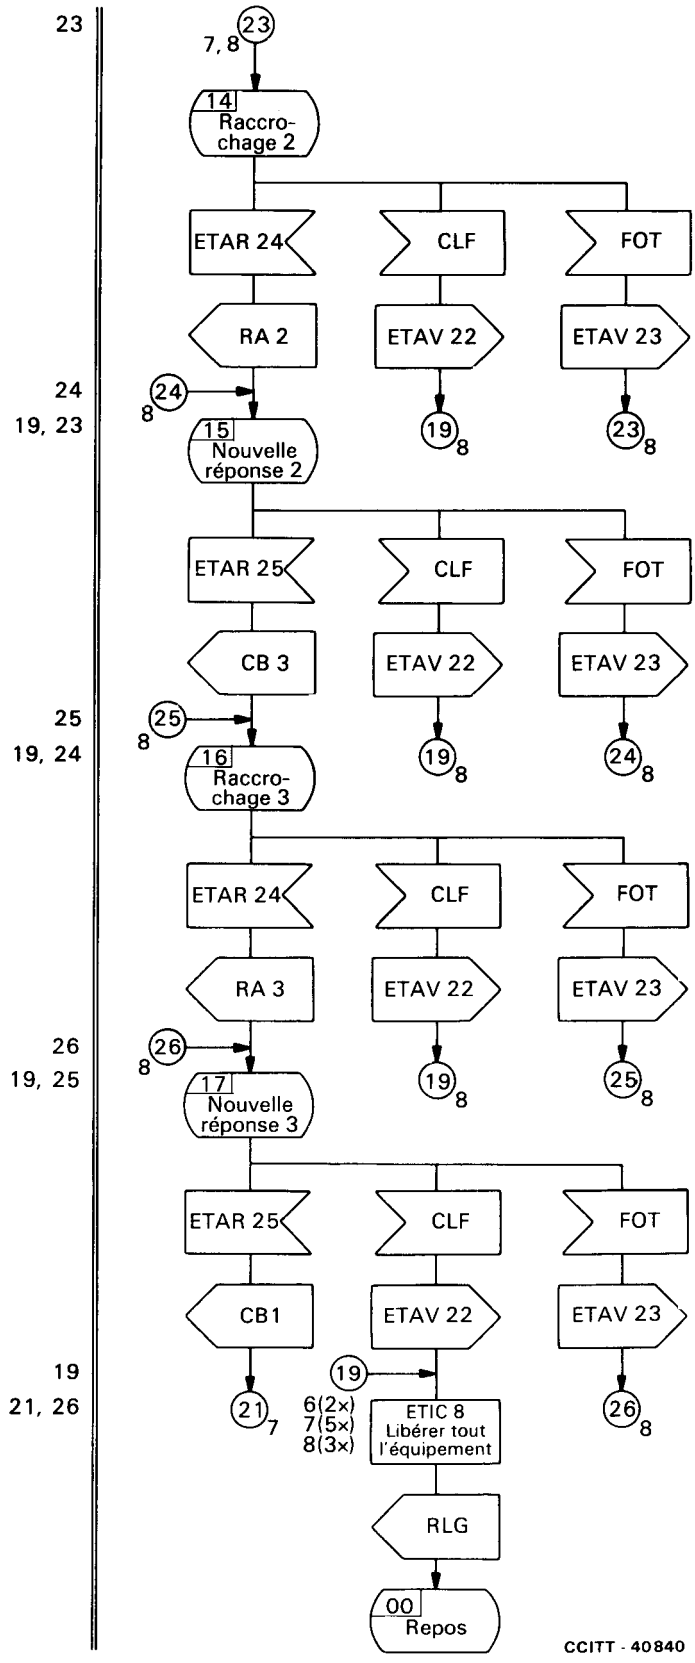 23
23
7, 8
14
Raccro-
chage 2
ETAR 24
CLF
FOT
RA 2
ETAV 22
ETAV 23
24
24
8
19, 23
15
Nouvelle
réponse 2
19
8
23
8
ETAR 25
CLF
FOT
CB 3
ETAV 22
ETAV 23
25
25
8
19, 24
16
Raccro-
chage 3
19
8
24
8
ETAR 24
CLF
FOT
RA 3
ETAV 22
ETAV 23
26
26
8
19, 25
17
Nouvelle
réponse 3
19
8
25
8
ETAR 25
CLF
FOT
CB1
ETAV 22
ETAV 23
19
19
21, 26
21
7
6(2×)
7(5×)
8(3×)
ETIC 8
Libérer tout
l'équipement
26
8
RLG
00
Repos
CCITT - 40840